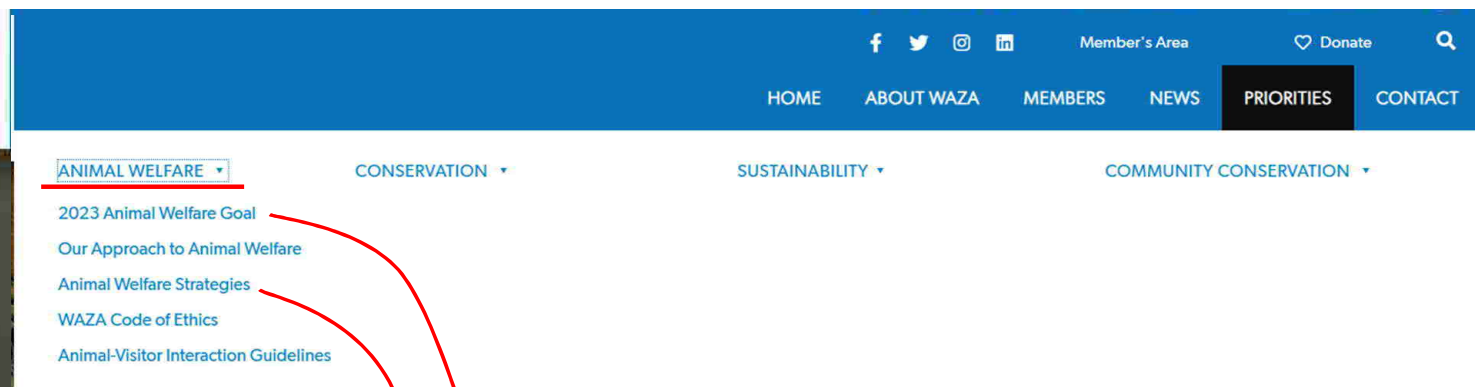 Member's Area Donate
HOME ABOUT WAZA MEMBERS NEWS PRIORITIES CONTACT
ANIMAL WELFARE CONSERVATION SUSTAINABILITY COMMUNITY CONSERVATION
2023 Animal Welfare Goal
Our Approach to Animal Welfare
Animal Welfare Strategies
WAZA Code of Ethics
Animal-Visitor Interaction Guidelines